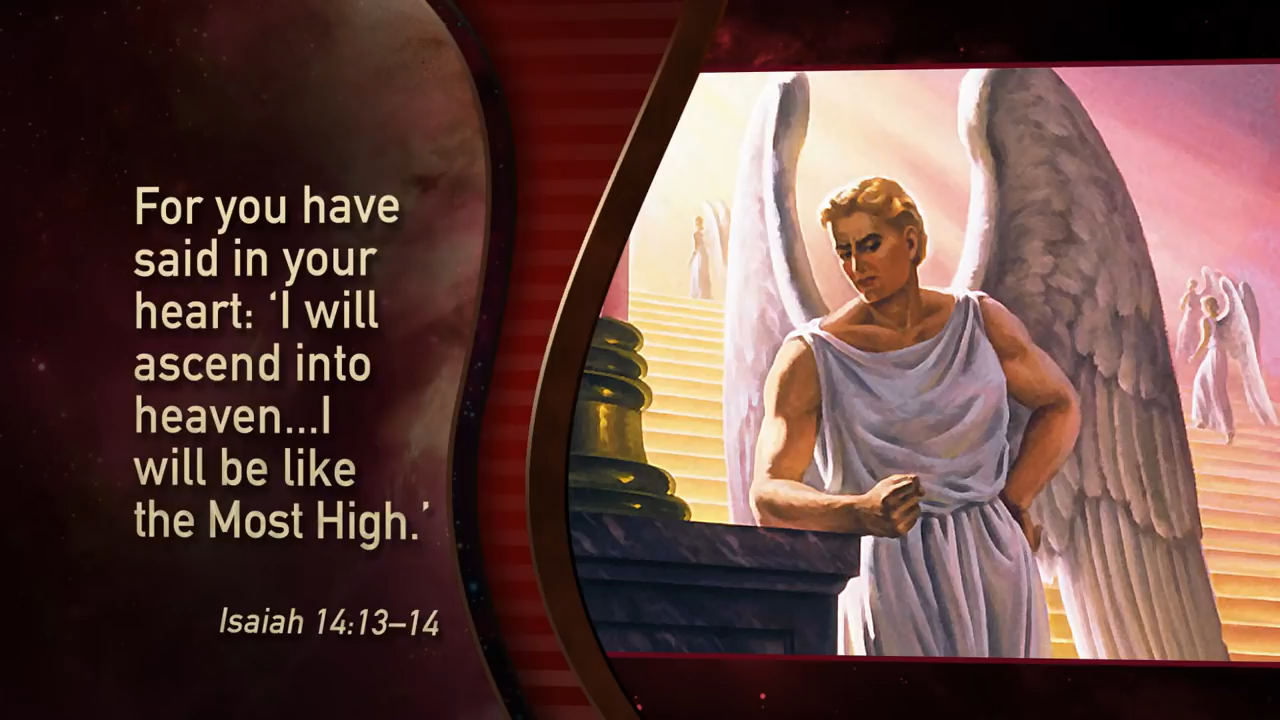 For you have
said in your
heart: ‘I will
ascend into
heaven...I
will be like
the Most High.’
Isaiah 14:13–14